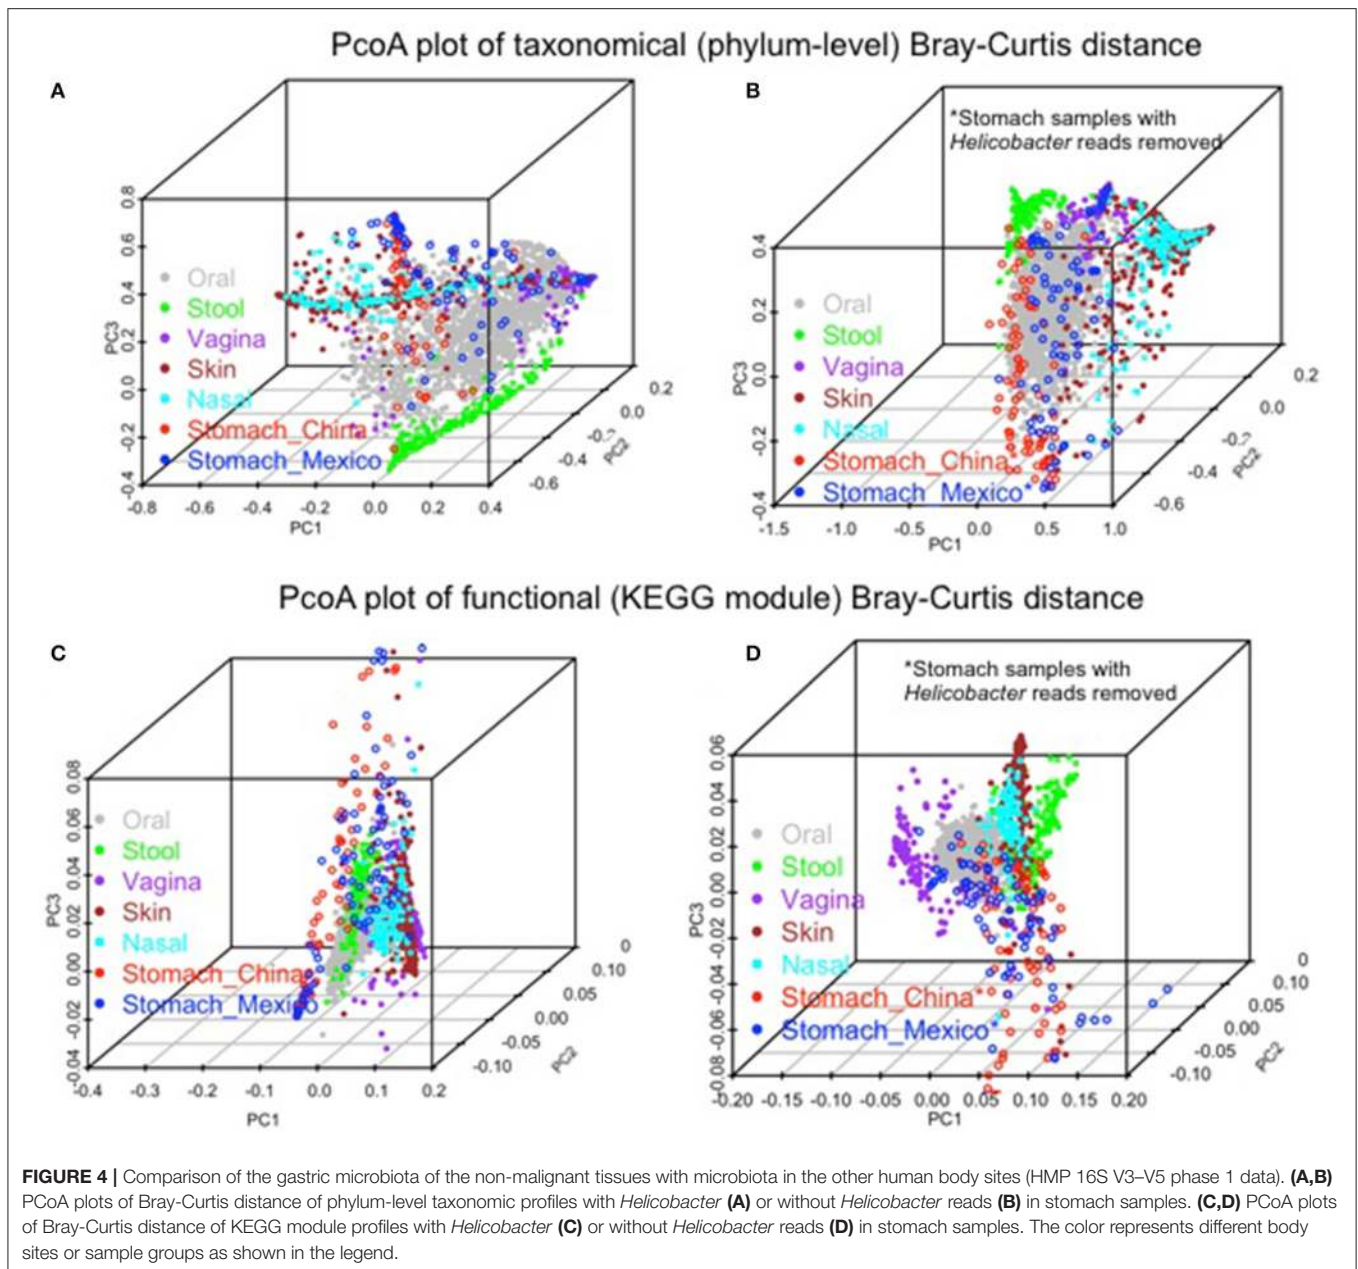 PcoA plot of taxonomical (phylum-level) Bray-Curtis distance
A
0.8
0.6
0.4
0.2
0.0
-0.2
-0.4
PC3
Oral
Stool
Vagina
Skin
Nasal
Stomach_China
Stomach_Mexico
-0.8 -0.6 -0.4 -0.2 0.0 0.2 0.4
PC1
0.2
0.0
-0.2
-0.4
-0.6
PC2
B
*Stomach samples with
Helicobacter reads removed
0.4
0.2
0.0
-0.2
-0.4
PC3
Oral
Stool
Vagina
Skin
Nasal
Stomach_China
Stomach_Mexico*
-1.5 -1.0 -0.5 0.0 0.5 1.0
PC1
0.2
0.0
-0.2
-0.4
-0.6
PC2
PcoA plot of functional (KEGG module) Bray-Curtis distance
C
0.08
0.06
0.04
0.02
0.00
-0.02
-0.04
PC3
Oral
Stool
Vagina
Skin
Nasal
Stomach_China
Stomach_Mexico
-0.4 -0.3 -0.2 -0.1 0.0 0.1 0.2
PC1
0
0.10
0.05
0.00
-0.05
-0.10
PC2
D
*Stomach samples with
Helicobacter reads removed
0.06
0.04
0.02
0.00
-0.02
-0.04
-0.06
-0.08
PC3
Oral
Stool
Vagina
Skin
Nasal
Stomach_China*
Stomach_Mexico*
-0.20 -0.15 -0.10 -0.05 0.00 0.05 0.10 0.15 0.20
PC1
0
0.10
0.05
0.00
-0.05
-0.10
PC2
FIGURE 4 | Comparison of the gastric microbiota of the non-malignant tissues with microbiota in the other human body sites (HMP 16S V3–V5 phase 1 data). (A,B)
PCoA plots of Bray-Curtis distance of phylum-level taxonomic profiles with Helicobacter (A) or without Helicobacter reads (B) in stomach samples. (C,D) PCoA plots
of Bray-Curtis distance of KEGG module profiles with Helicobacter (C) or without Helicobacter reads (D) in stomach samples. The color represents different body
sites or sample groups as shown in the legend.